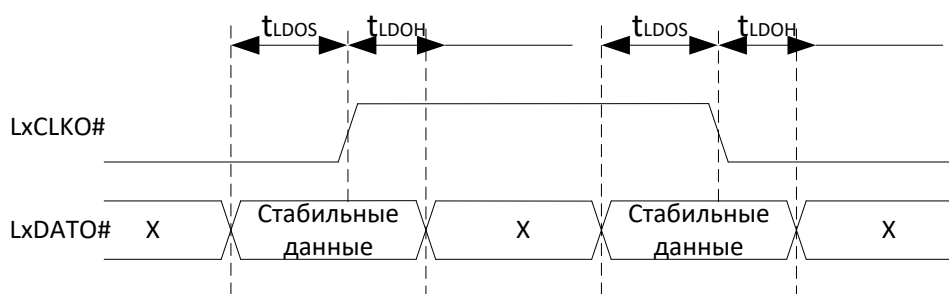 tLDOS tLDOH tLDOS tLDOH
LxCLKO#
LxDATO# X Стабильные данные X Стабильные данные X